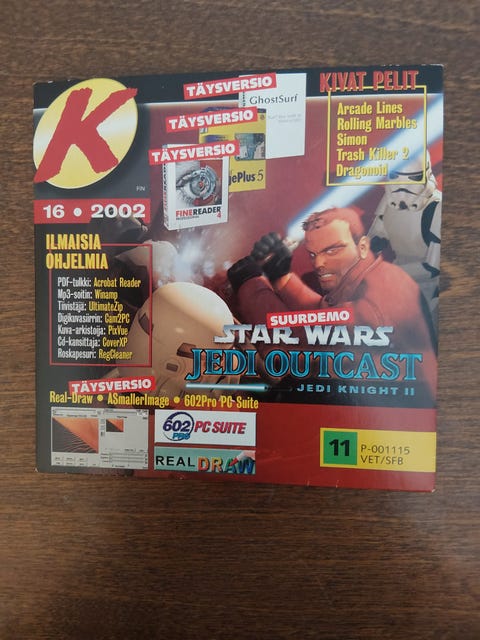 K
FIN
16 • 2002
TÄYSVERSIO
GhostSurf
TÄYSVERSIO
gePlus 5
TÄYSVERSIO
FINEREADER
4
KIVAT PELIT
Arcade Lines
Rolling Marbles
Simon
Trash Killer 2
Dragonoid
ILMAISIA
OHJELMIA
PDF-tulkki: Acrobat Reader
Mp3-soitin: Winamp
Tiivistäjä: UltimateZip
Digikuvasiirin: Cam2PC
Kuva-arkistoija: PixVue
Cd-kansittaja: CoverXP
Roskapesuri: RegCleaner
SUURDEMO
STAR WARS
JEDI OUTCAST
JEDI KNIGHT II
TÄYSVERSIO
Real-Draw • ASmallerImage • 602Pro PC Suite
602
PRO
PC SUITE
REAL DRAW
11
P-001115
VET/SFB